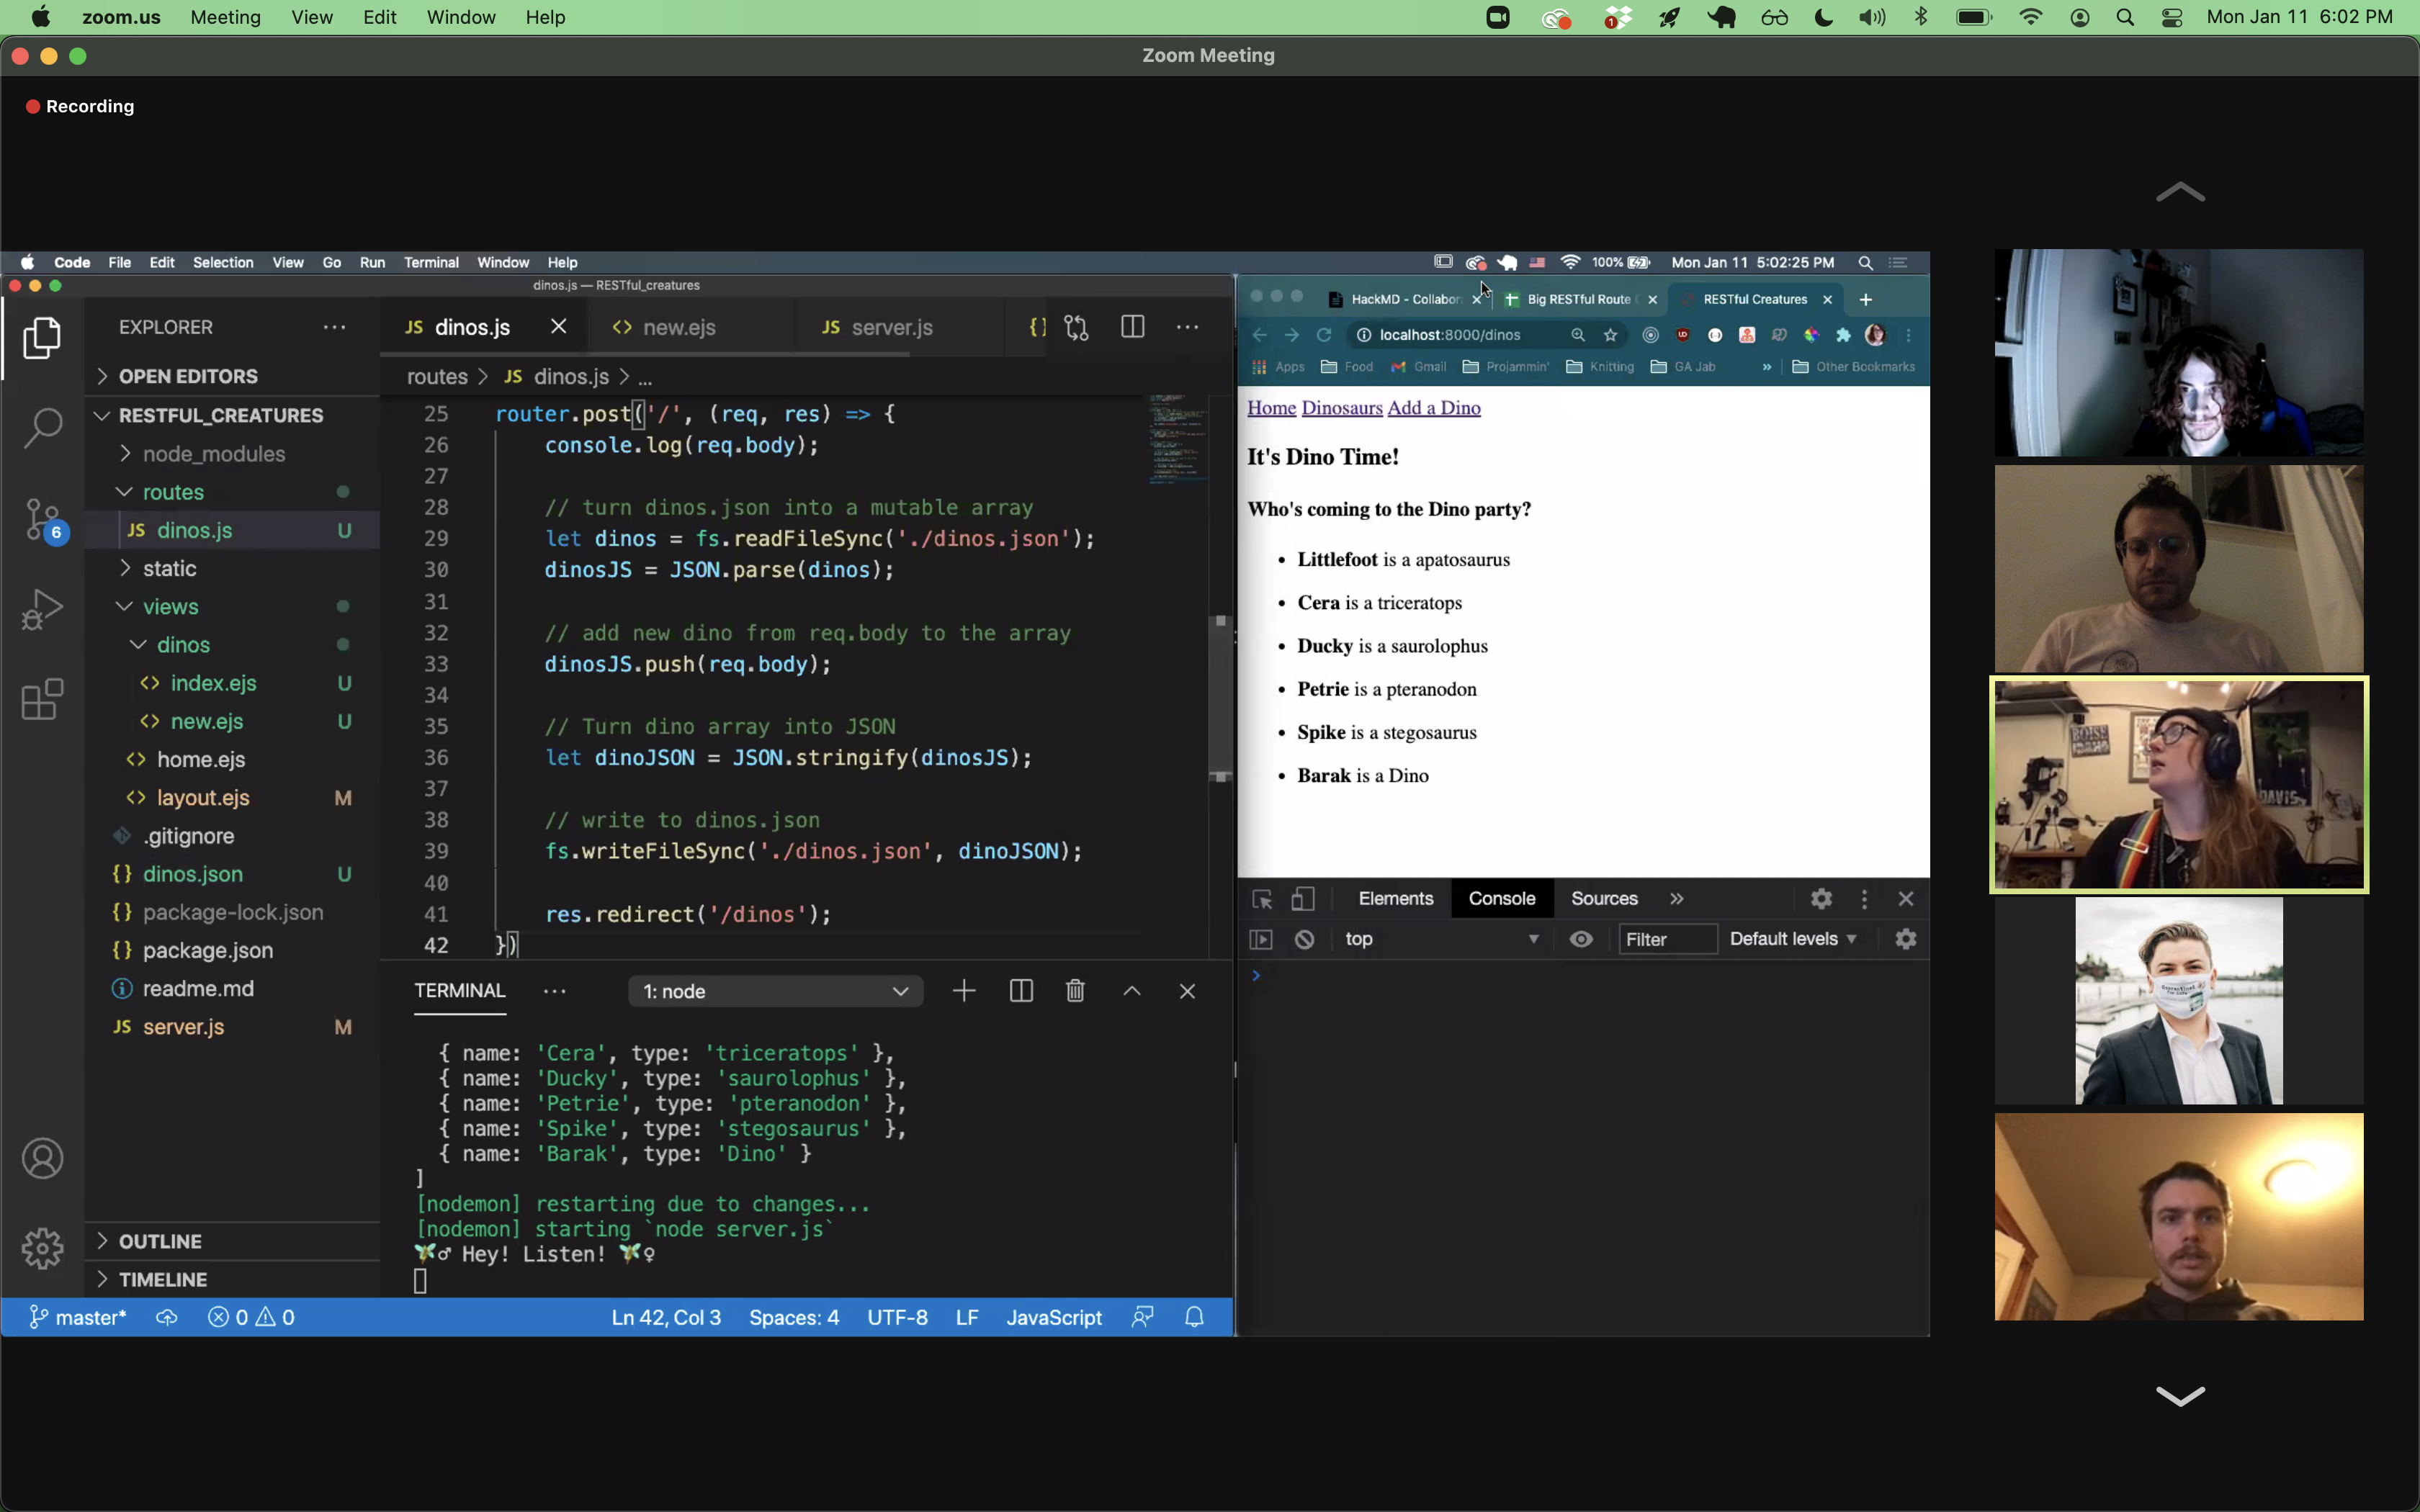 zoom.us Meeting View Edit Window Help
1
Mon Jan 11 6:02 PM
Zoom Meeting
Recording
Code File Edit Selection View Go Run Terminal Window Help
100%
Mon Jan 11 5:02:25 PM
dinos.js — RESTful_creatures
EXPLORER
OPEN EDITORS
RESTFUL_CREATURES
node_modules
routes
JS dinos.js U
static
views
dinos
<> index.ejs U
<> new.ejs U
<> home.ejs
<> layout.ejs M
.gitignore
{} dinos.json U
{} package-lock.json
{} package.json
readme.md
JS server.js M
OUTLINE
TIMELINE
6
JS dinos.js <> new.ejs JS server.js {}
routes > JS dinos.js > ...
25 router.post('/', (req, res) => {
26 console.log(req.body);
27
28 // turn dinos.json into a mutable array
29 let dinos = fs.readFileSync('./dinos.json');
30 dinosJS = JSON.parse(dinos);
31
32 // add new dino from req.body to the array
33 dinosJS.push(req.body);
34
35 // Turn dino array into JSON
36 let dinoJSON = JSON.stringify(dinosJS);
37
38 // write to dinos.json
39 fs.writeFileSync('./dinos.json', dinoJSON);
40
41 res.redirect('/dinos');
42 })
TERMINAL 1: node
{ name: 'Cera', type: 'triceratops' },
{ name: 'Ducky', type: 'saurolophus' },
{ name: 'Petrie', type: 'pteranodon' },
{ name: 'Spike', type: 'stegosaurus' },
{ name: 'Barak', type: 'Dino' }
]
[nodemon] restarting due to changes...
[nodemon] starting `node server.js`
Hey! Listen!
master* 0 0 Ln 42, Col 3 Spaces: 4 UTF-8 LF JavaScript
HackMD - Collabor Big RESTful Route RESTful Creatures
localhost:8000/dinos
Apps Food Gmail Projammin' Knitting GA Jab » Other Bookmarks
Home Dinosaurs Add a Dino
It's Dino Time!
Who's coming to the Dino party?
• Littlefoot is a apatosaurus
• Cera is a triceratops
• Ducky is a saurolophus
• Petrie is a pteranodon
• Spike is a stegosaurus
• Barak is a Dino
Elements Console Sources »
top Filter Default levels
>
BOISE
DAVIS